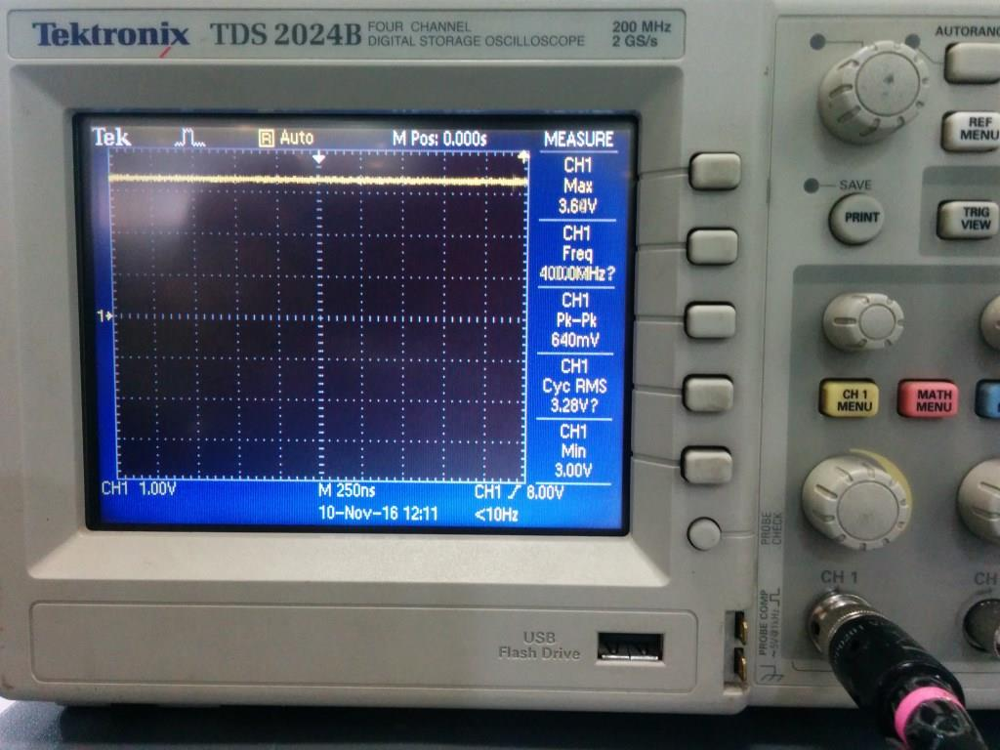 Tektronix TDS 2024B FOUR CHANNEL DIGITAL STORAGE OSCILLOSCOPE 200 MHz 2 GS/s
Tek R Auto M Pos: 0.000s MEASURE
CH1
Max
3.64V
CH1
Freq
MHz?
CH1
Pk-Pk
640mV
CH1
Cyc RMS
3.28V?
CH1
Min
3.00V
1
CH1 1.00V M 250ns CH1 8.00V
10-Nov-16 12:11 <10Hz
USB
Flash Drive
REF
MENU
SAVE
PRINT
TRIG
VIEW
CH 1
MENU
MATH
MENU
PROBE
CHECK
CH 1
CH
PROBE COMP
~5V@1kHz